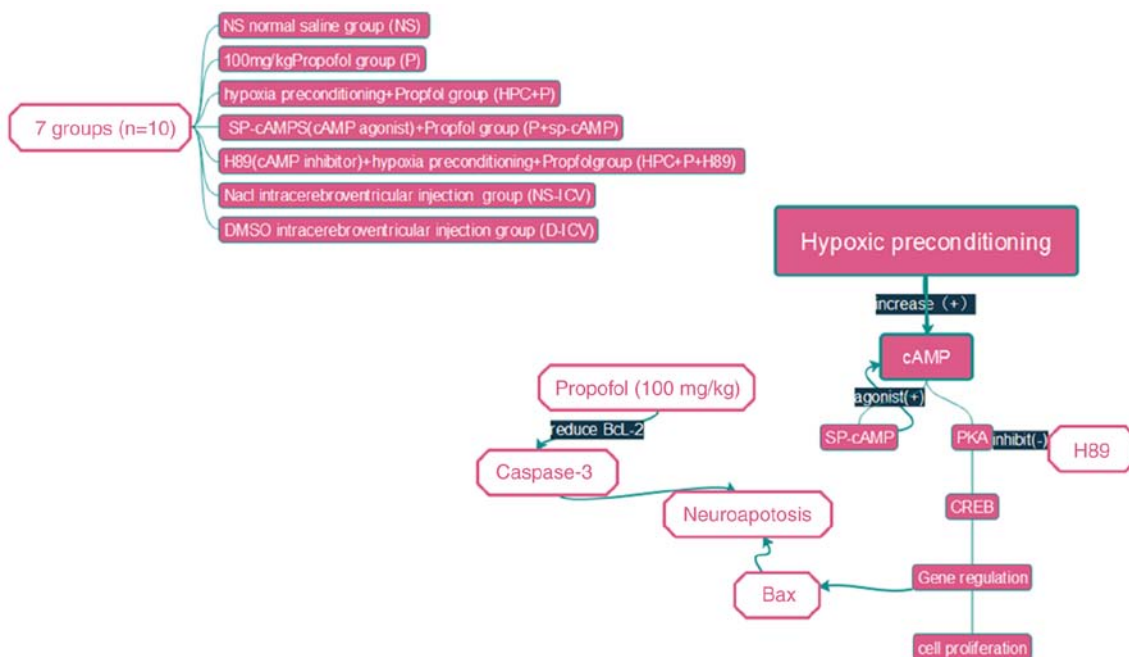 NS normal saline group (NS)
100mg/kgPropofol group (P)
hypoxia preconditioning+Propfol group (HPC+P)
7 groups (n=10)
SP-cAMPS(cAMP agonist)+Propfol group (P+sp-cAMP)
H89(cAMP inhibitor)+hypoxia preconditioning+Propfolgroup (HPC+P+H89)
Nacl intracerebroventricular injection group (NS-ICV)
DMSO intracerebroventricular injection group (D-ICV)
Hypoxic preconditioning
increase (+)
cAMP
Propofol (100 mg/kg)
agonist(+)
reduce BcL-2
SP-cAMP
PKA
inhibit(-)
H89
Caspase-3
Neuroapotosis
CREB
Gene regulation
Bax
cell proliferation